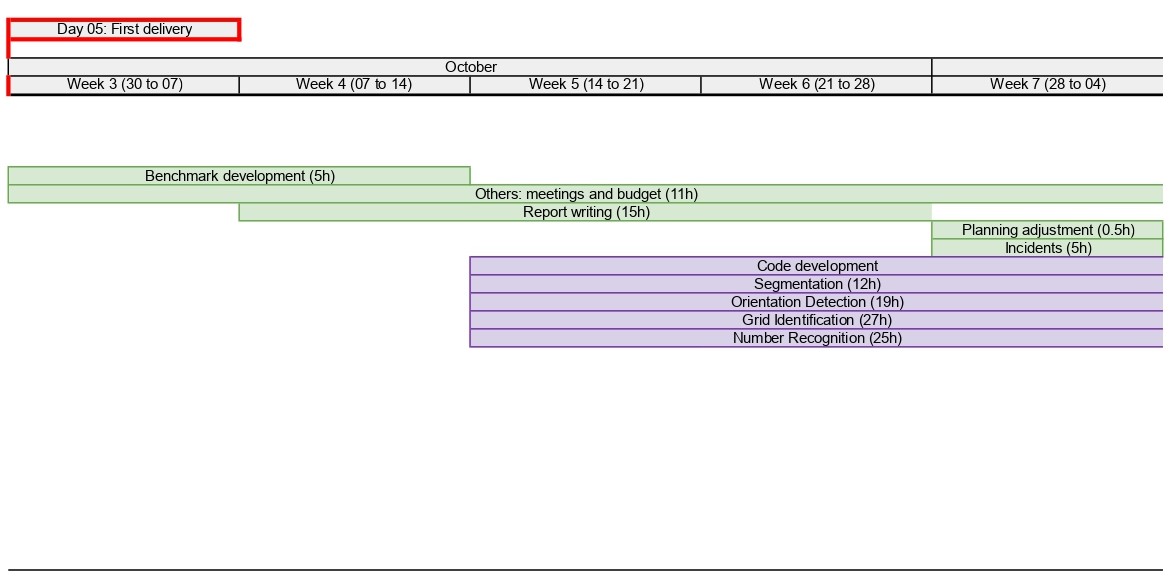 Day 05: First delivery
October
Week 3 (30 to 07) Week 4 (07 to 14) Week 5 (14 to 21) Week 6 (21 to 28) Week 7 (28 to 04)
Benchmark development (5h)
Others: meetings and budget (11h)
Report writing (15h)
Planning adjustment (0.5h)
Incidents (5h)
Code development
Segmentation (12h)
Orientation Detection (19h)
Grid Identification (27h)
Number Recognition (25h)